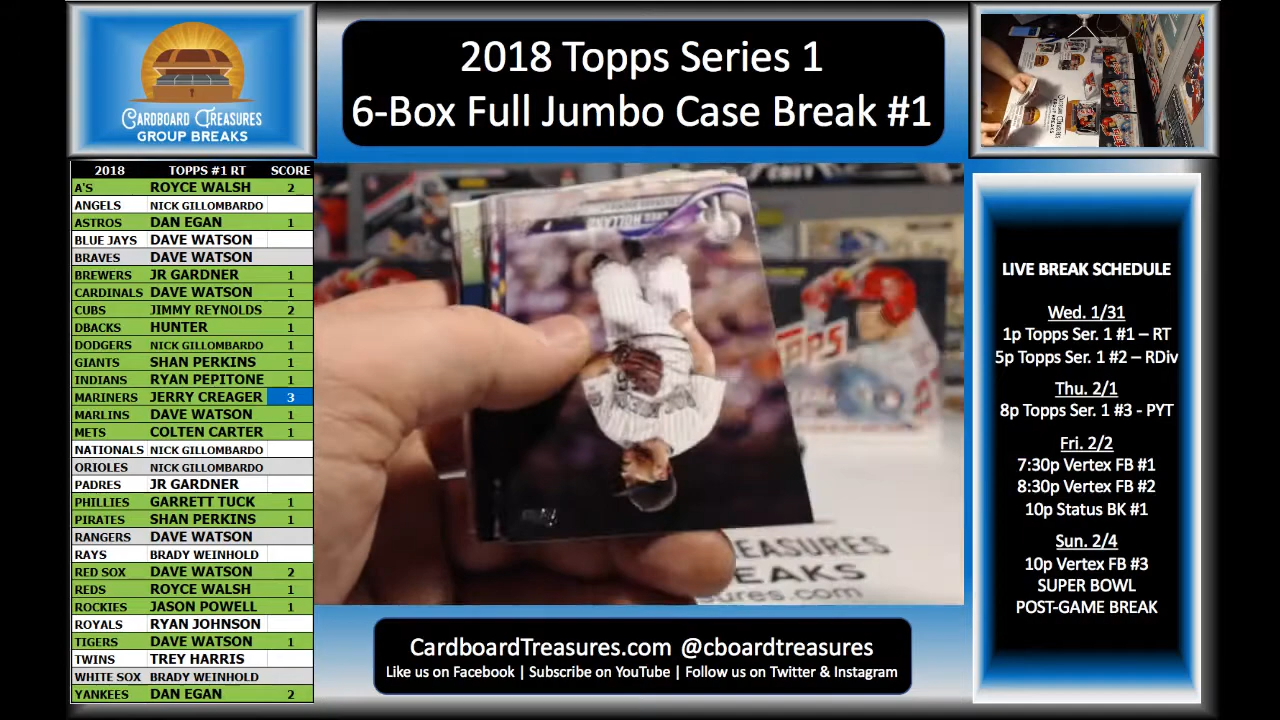 CARDBOARD TREASURES
GROUP BREAKS
2018 Topps Series 1
6-Box Full Jumbo Case Break #1
2018 TOPPS #1 RT SCORE
A'S ROYCE WALSH 2
ANGELS NICK GILLOMBARDO
ASTROS DAN EGAN 1
BLUE JAYS DAVE WATSON
BRAVES DAVE WATSON
BREWERS JR GARDNER 1
CARDINALS DAVE WATSON 1
CUBS JIMMY REYNOLDS 2
DBACKS HUNTER 1
DODGERS NICK GILLOMBARDO 1
GIANTS SHAN PERKINS 1
INDIANS RYAN PEPITONE 1
MARINERS JERRY CREAGER 3
MARLINS DAVE WATSON 1
METS COLTEN CARTER 1
NATIONALS NICK GILLOMBARDO
ORIOLES NICK GILLOMBARDO
PADRES JR GARDNER
PHILLIES GARRETT TUCK 1
PIRATES SHAN PERKINS 1
RANGERS DAVE WATSON
RAYS BRADY WEINHOLD
RED SOX DAVE WATSON 2
REDS ROYCE WALSH 1
ROCKIES JASON POWELL 1
ROYALS RYAN JOHNSON
TIGERS DAVE WATSON 1
TWINS TREY HARRIS
WHITE SOX BRADY WEINHOLD
YANKEES DAN EGAN 2
HOLLAND
TOPPS
EASURES
EAKS
sures.com
LIVE BREAK SCHEDULE
Wed. 1/31
1p Topps Ser. 1 #1 – RT
5p Topps Ser. 1 #2 – RDiv
Thu. 2/1
8p Topps Ser. 1 #3 - PYT
Fri. 2/2
7:30p Vertex FB #1
8:30p Vertex FB #2
10p Status BK #1
Sun. 2/4
10p Vertex FB #3
SUPER BOWL
POST-GAME BREAK
CardboardTreasures.com @cboardtreasures
Like us on Facebook | Subscribe on YouTube | Follow us on Twitter & Instagram